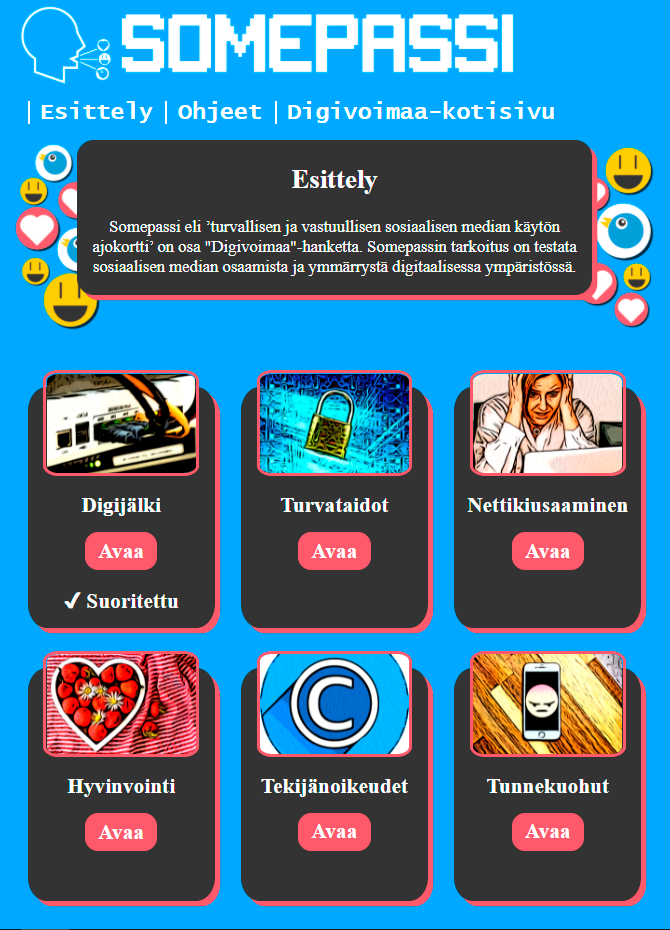 SOMEPASSI
| Esittely | Ohjeet | Digivoimaa-kotisivu
Esittely
Somepassi eli ’turvallisen ja vastuullisen sosiaalisen median käytön
ajokortti’ on osa "Digivoimaa"-hanketta. Somepassin tarkoitus on testata
sosiaalisen median osaamista ja ymmärrystä digitaalisessa ympäristössä.
Digijälki
Avaa
✔ Suoritettu
Turvataidot
Avaa
Nettikiusaaminen
Avaa
Hyvinvointi
Avaa
C
Tekijänoikeudet
Avaa
Tunnekuohut
Avaa